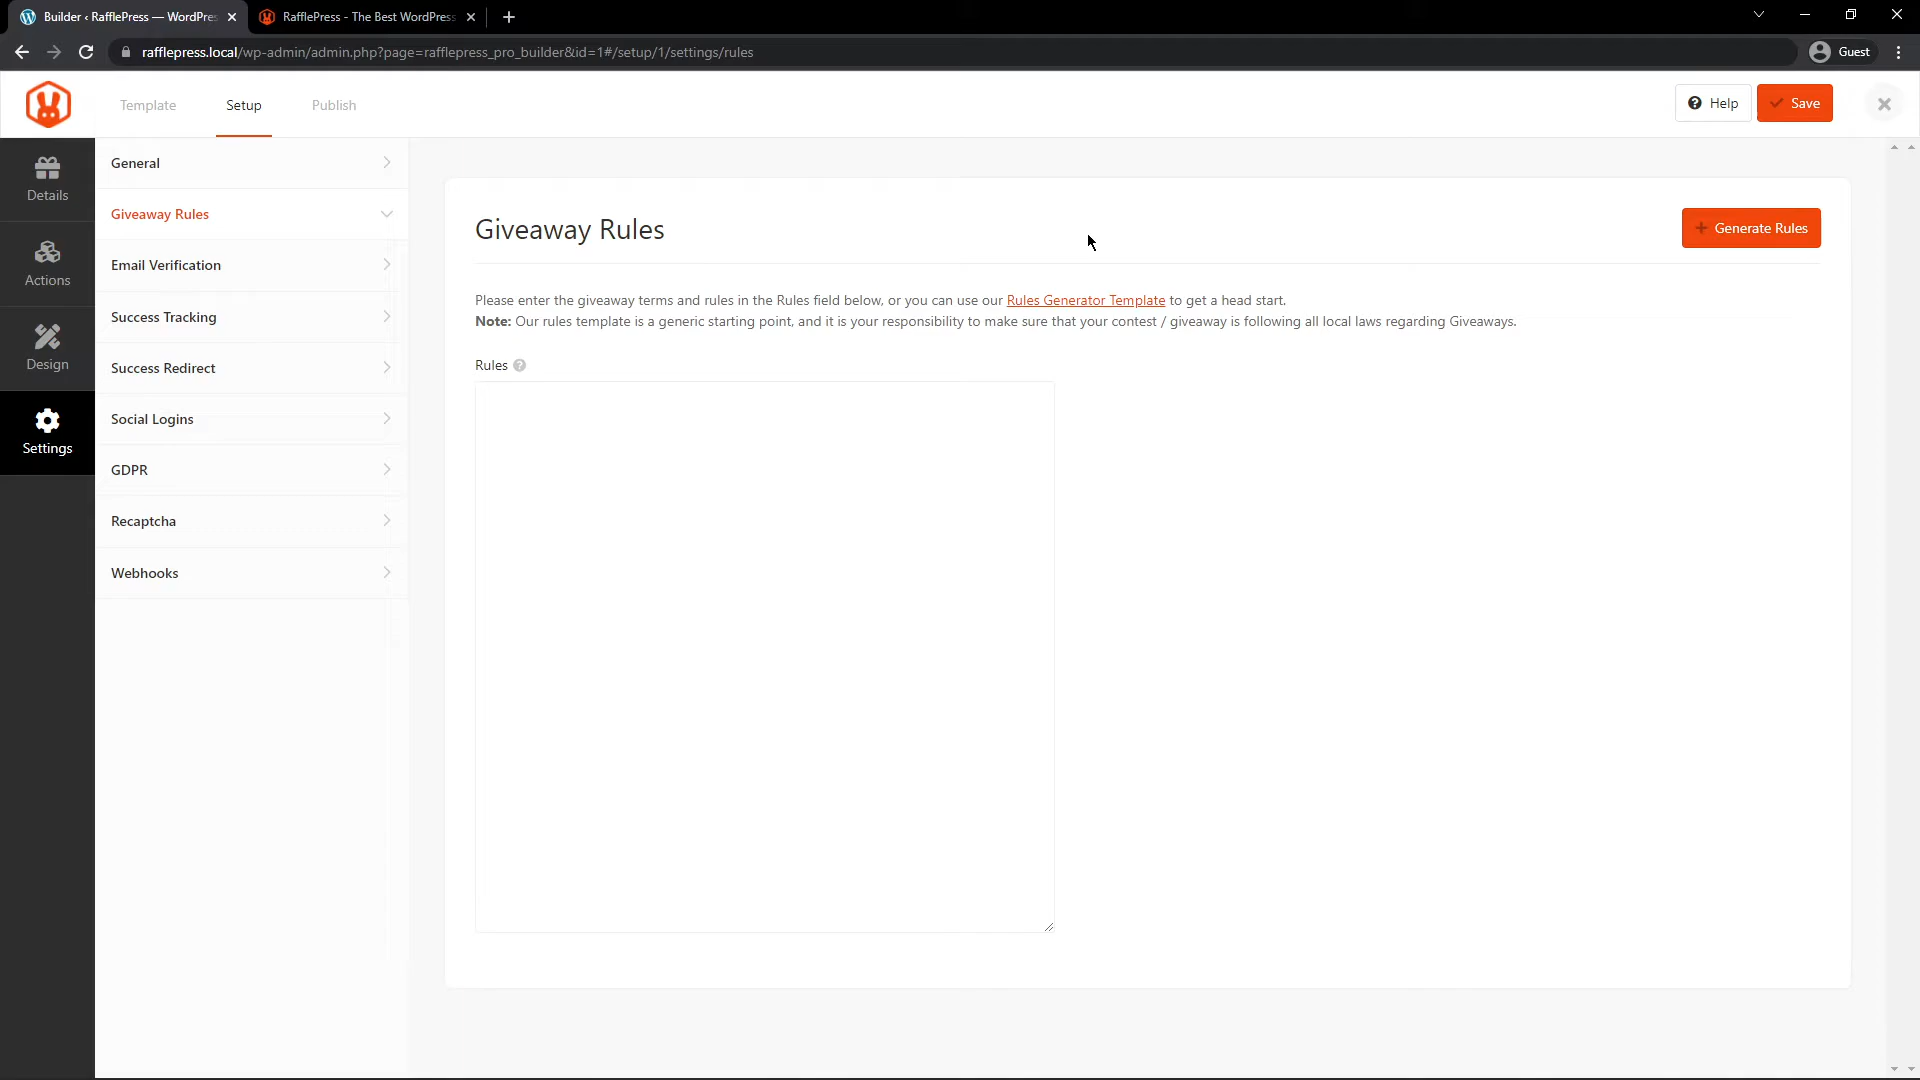 Builder ‹ RafflePress — WordPres
RafflePress - The Best WordPress
rafflepress.local/wp-admin/admin.php?page=rafflepress_pro_builder&id=1#/setup/1/settings/rules
Guest
Template
Setup
Publish
Help
Save
Details
Actions
Design
Settings
General
Giveaway Rules
Email Verification
Success Tracking
Success Redirect
Social Logins
GDPR
Recaptcha
Webhooks
Giveaway Rules
+ Generate Rules
Please enter the giveaway terms and rules in the Rules field below, or you can use our Rules Generator Template to get a head start.
Note: Our rules template is a generic starting point, and it is your responsibility to make sure that your contest / giveaway is following all local laws regarding Giveaways.
Rules